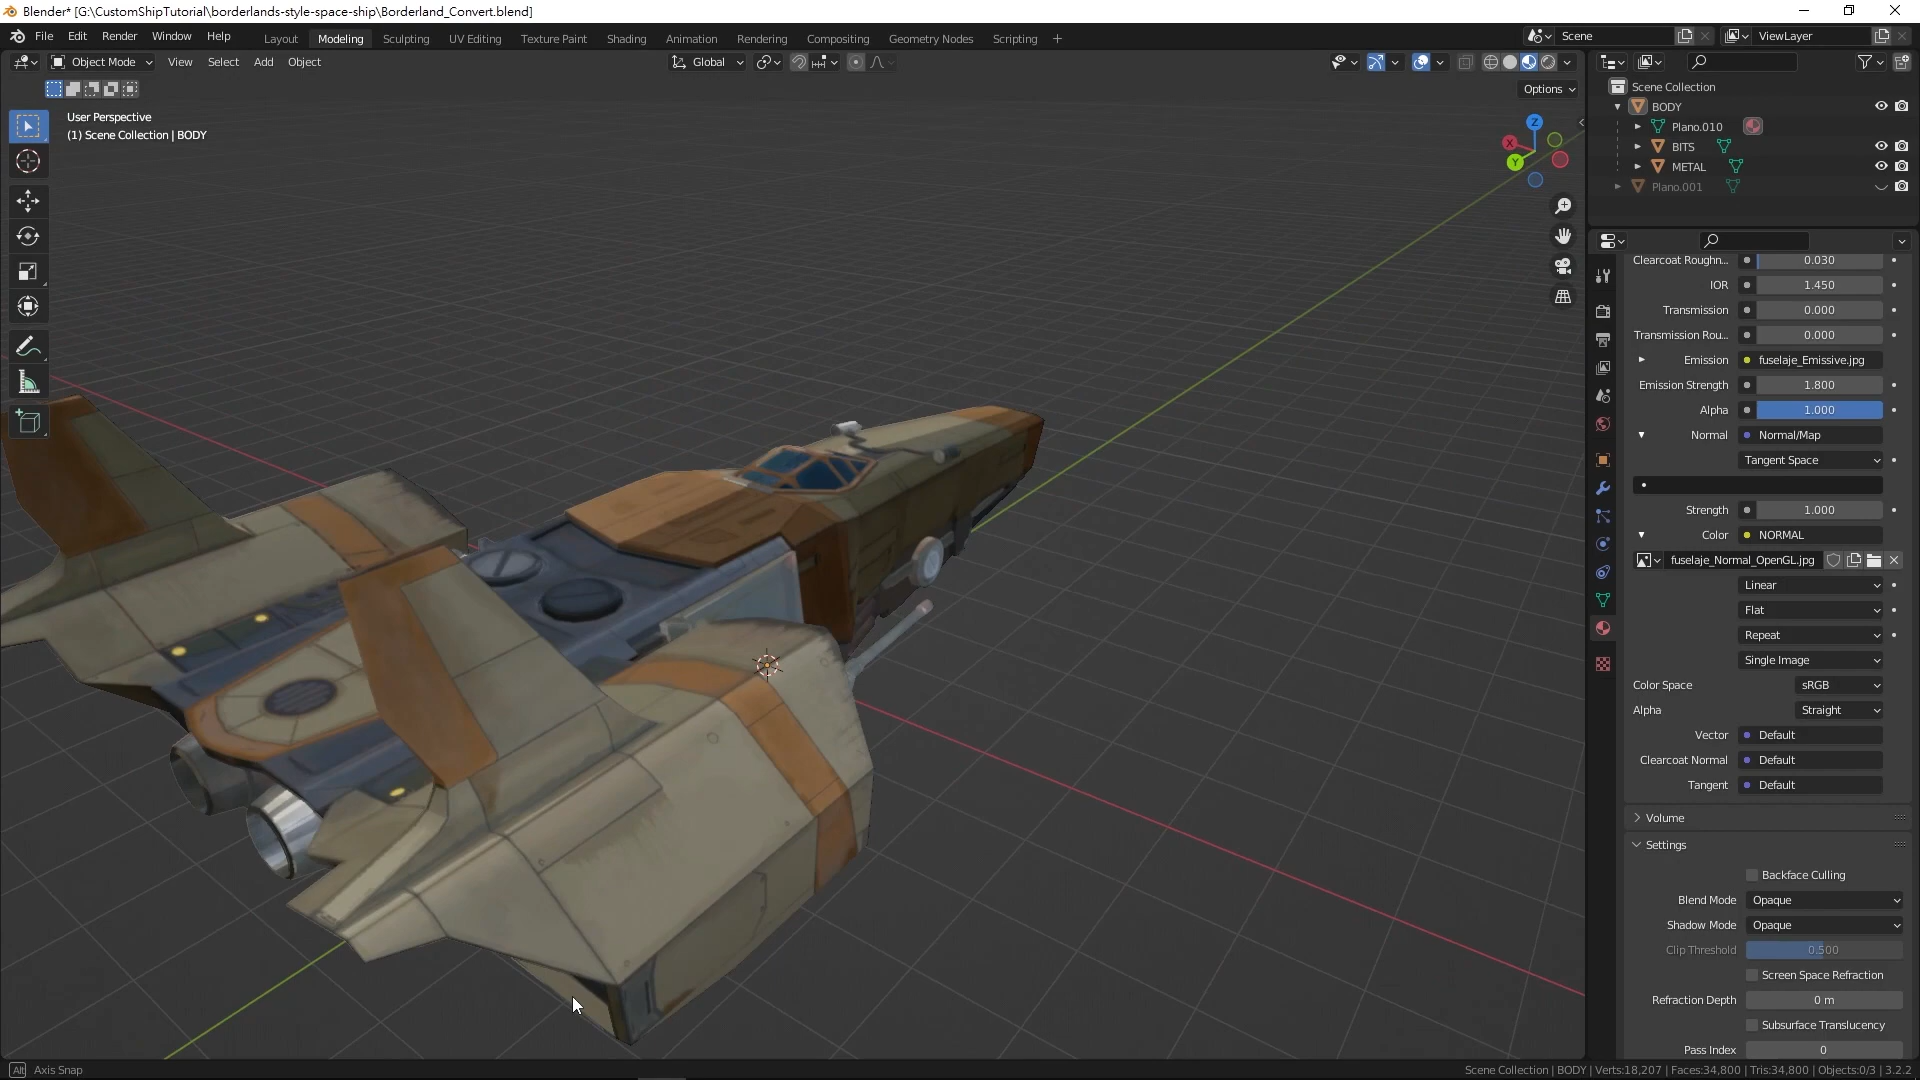 Blender* [G:\CustomShipTutorial\borderlands-style-space-ship\Borderland_Convert.blend]
File Edit Render Window Help
Layout Modeling Sculpting UV Editing Texture Paint Shading Animation Rendering Compositing Geometry Nodes Scripting +
Scene
ViewLayer
Object Mode View Select Add Object
Global
Options
User Perspective
(1) Scene Collection | BODY
Z
X
Y
Scene Collection
BODY
Plano.010
BITS
METAL
Plano.001
Clearcoat Roughn... 0.030
IOR 1.450
Transmission 0.000
Transmission Rou... 0.000
Emission fuselaje_Emissive.jpg
Emission Strength 1.800
Alpha 1.000
Normal Normal/Map
Tangent Space
Strength 1.000
Color NORMAL
fuselaje_Normal_OpenGL.jpg
Linear
Flat
Repeat
Single Image
Color Space sRGB
Alpha Straight
Vector Default
Clearcoat Normal Default
Tangent Default
Volume
Settings
Backface Culling
Blend Mode Opaque
Shadow Mode Opaque
Clip Threshold 0.500
Screen Space Refraction
Refraction Depth 0 m
Subsurface Translucency
Pass Index 0
Alt Axis Snap
Scene Collection | BODY | Verts:18,207 | Faces:34,800 | Tris:34,800 | Objects:0/3 | 3.2.2